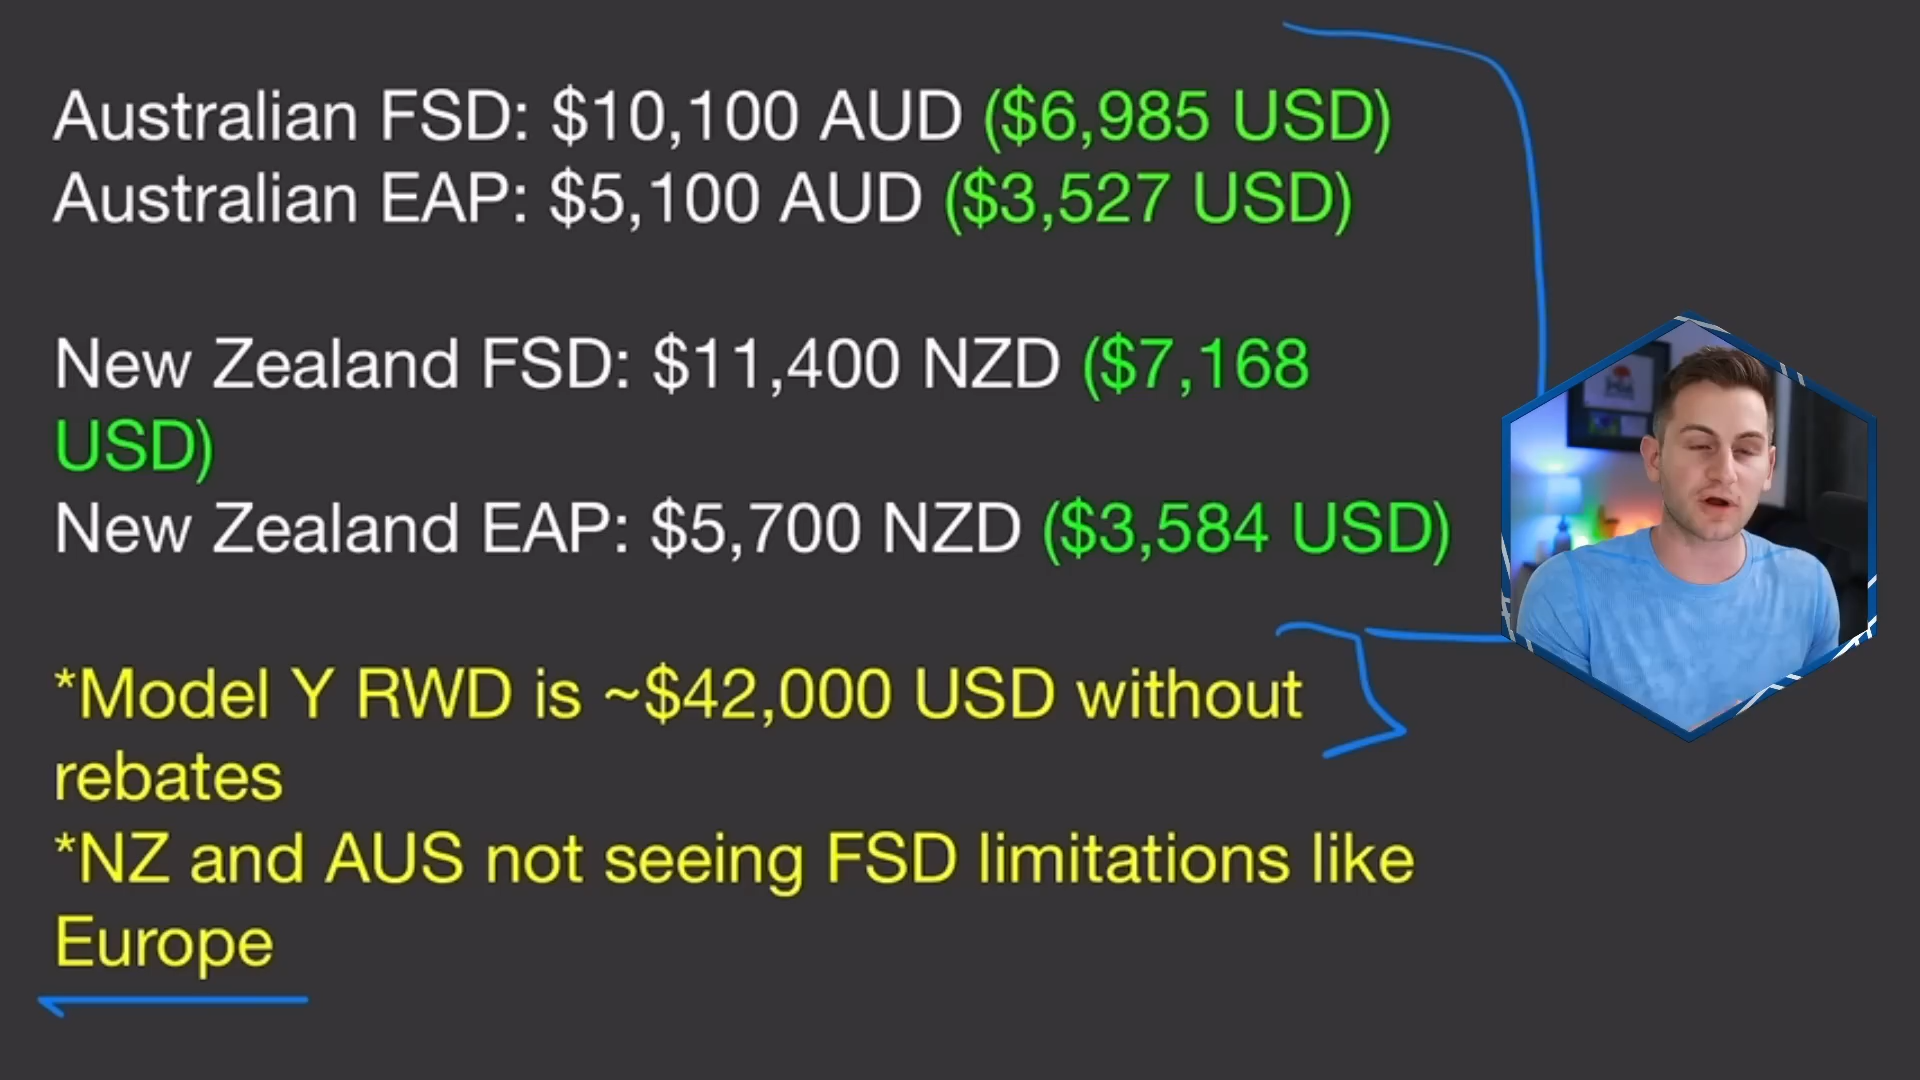 Australian FSD: $10,100 AUD ($6,985 USD)
Australian EAP: $5,100 AUD ($3,527 USD)
New Zealand FSD: $11,400 NZD ($7,168
USD)
New Zealand EAP: $5,700 NZD ($3,584 USD)
*Model Y RWD is ~$42,000 USD without
rebates
*NZ and AUS not seeing FSD limitations like
Europe